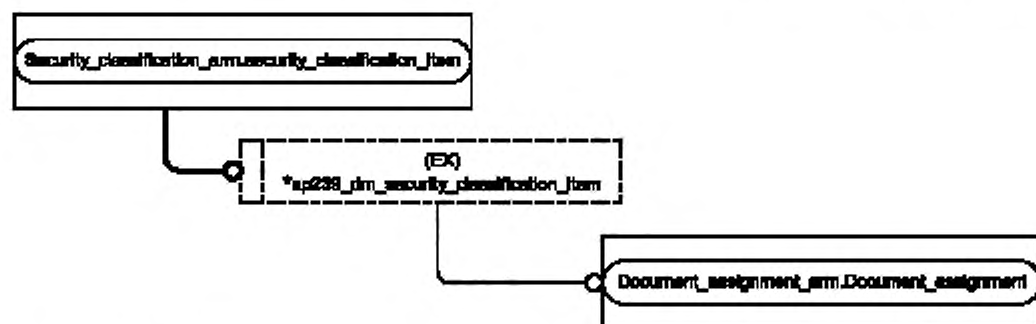 Security_classification_arm.security_classification_item
(EX)
*ap239_dm_security_classification_item
Document_assignment_arm.Document_assignment